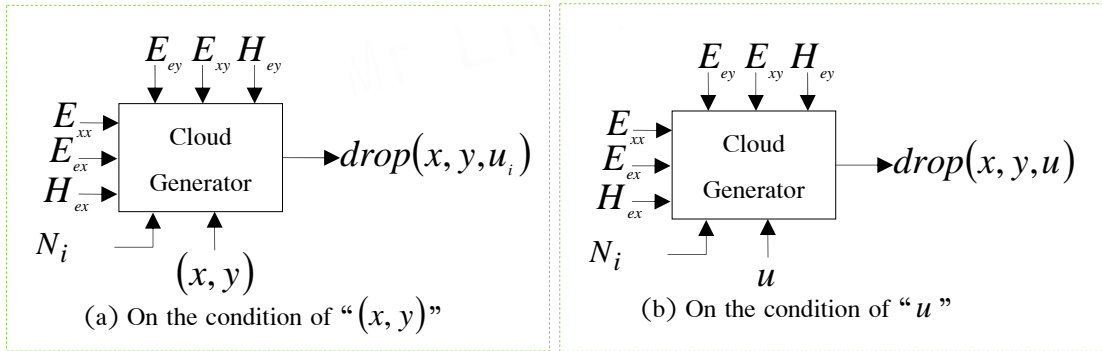 E_ey E_xy H_ey
E_xx
Cloud
E_ex
drop(x, y, u_i)
Generator
H_ex
N_i
(x, y)
(a) On the condition of “(x, y)”
E_ey E_xy H_ey
E_xx
Cloud
E_ex
drop(x, y, u)
Generator
H_ex
N_i
u
(b) On the condition of “u”